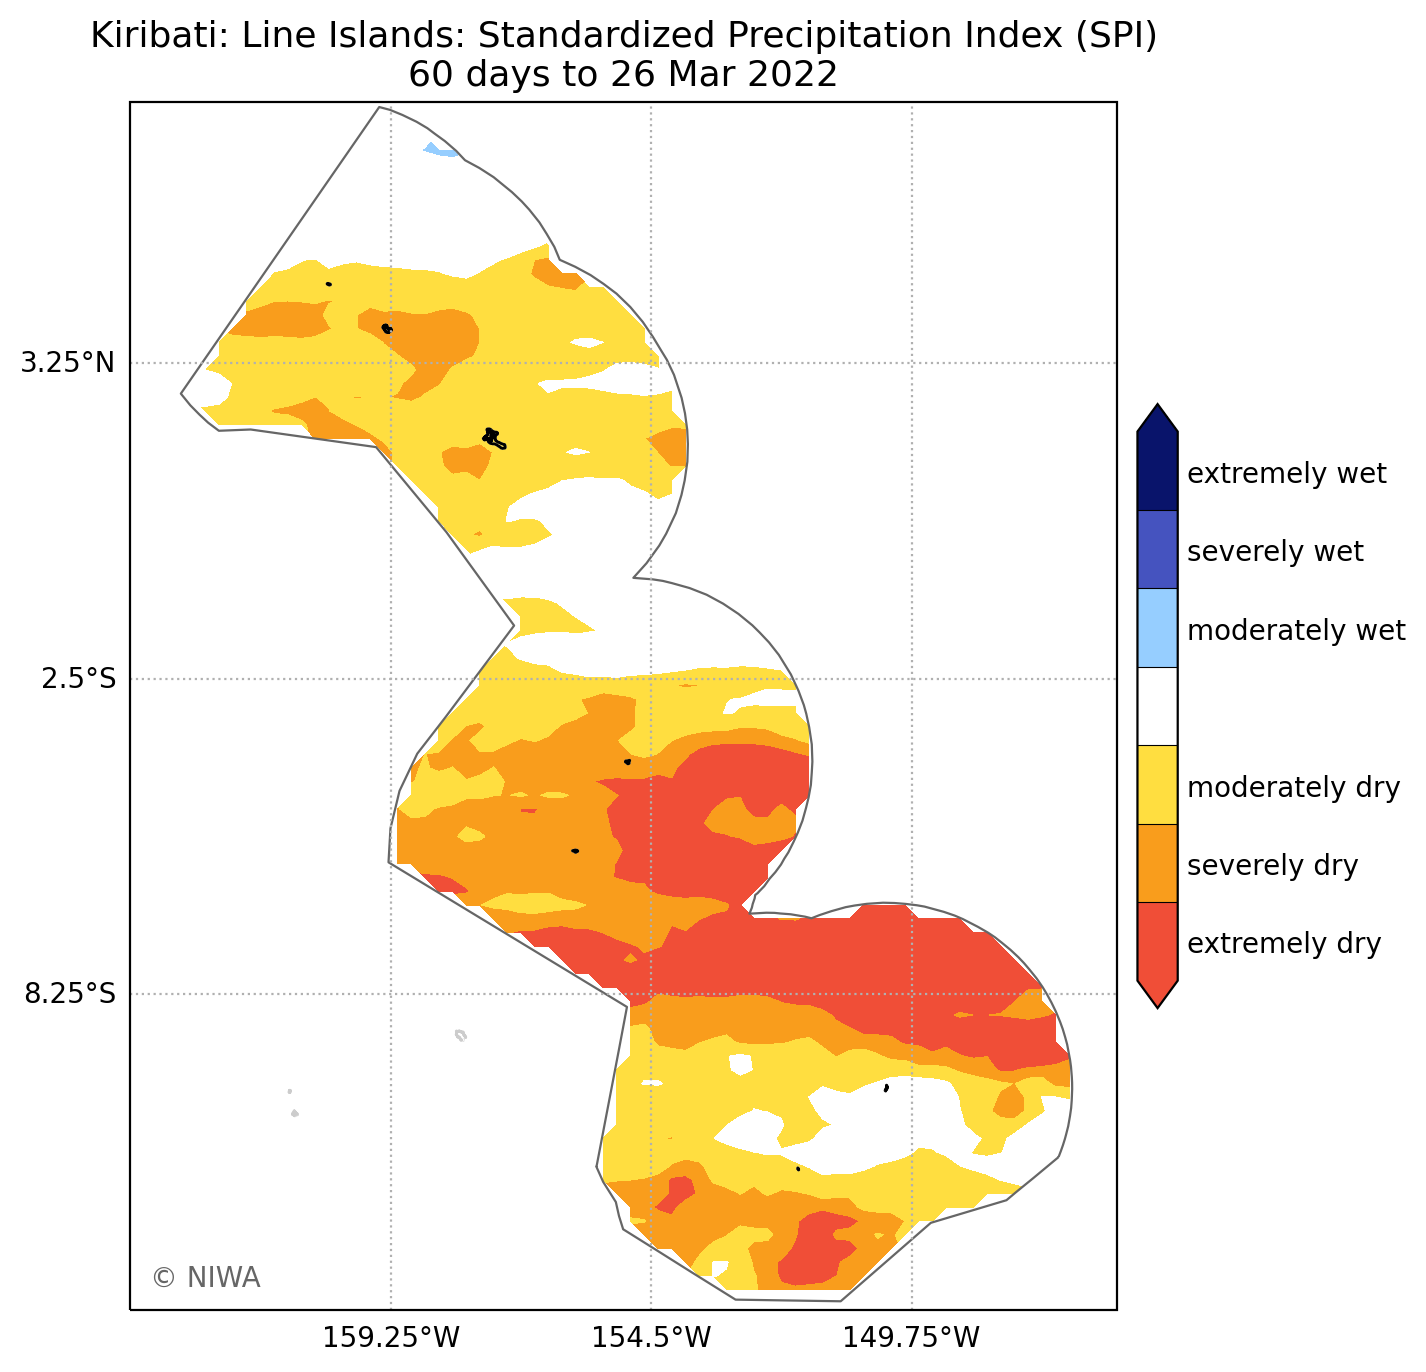 Kiribati: Line Islands: Standardized Precipitation Index (SPI)
60 days to 26 Mar 2022
3.25°N
2.5°S
8.25°S
159.25°W
154.5°W
149.75°W
extremely wet
severely wet
moderately wet
moderately dry
severely dry
extremely dry
© NIWA